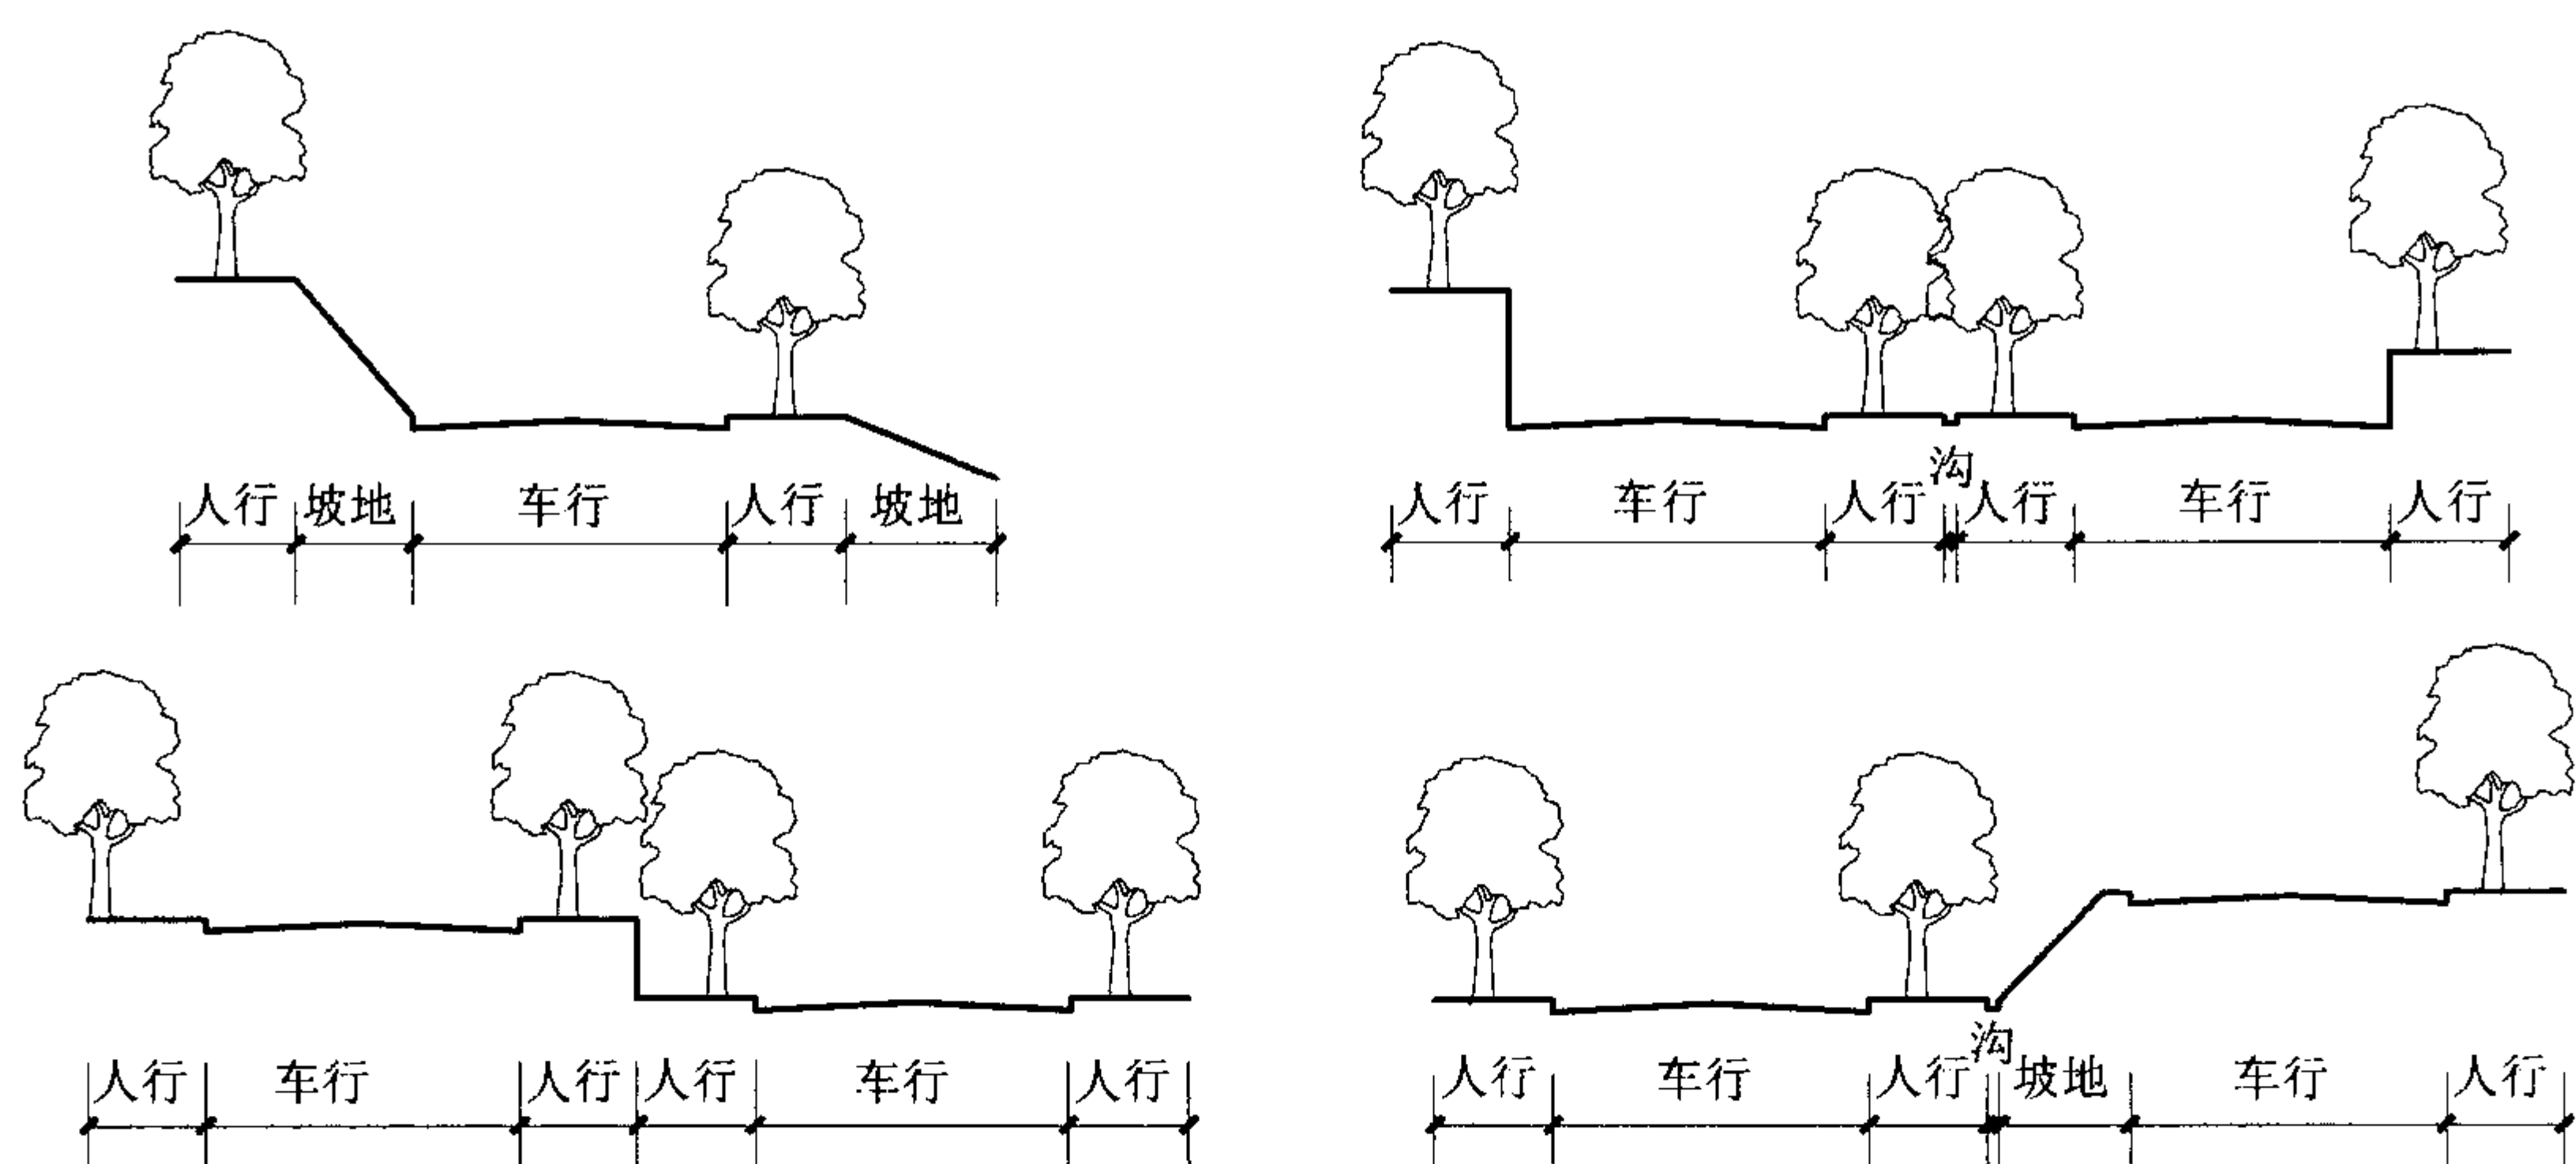 人行 坡地 车行 人行 坡地
沟
人行 车行 人行 人行 车行 人行
人行 车行 人行 人行 车行 人行
沟
人行 车行 人行 坡地 车行 人行